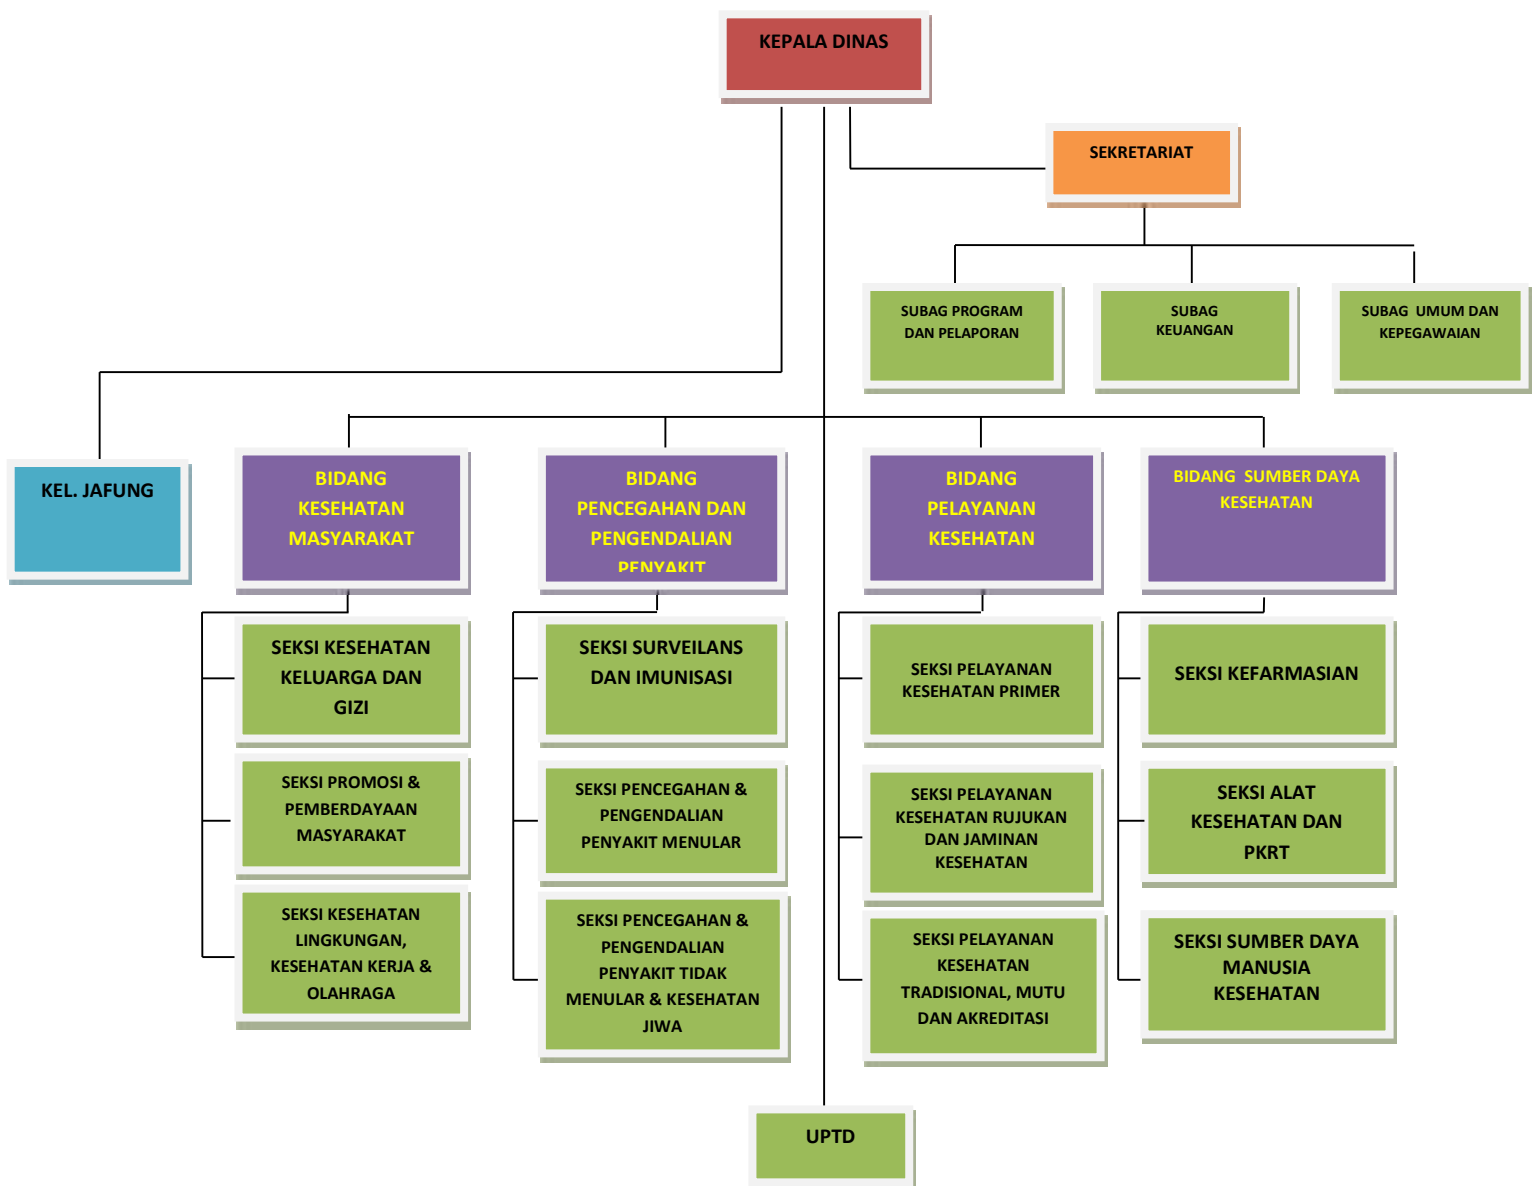 KEPALA DINAS
SEKRETARIAT
SUBAG PROGRAM
DAN PELAPORAN
SUBAG
KEUANGAN
SUBAG UMUM DAN
KEPEGAWAIAN
KEL. JAFUNG
BIDANG
KESEHATAN
MASYARAKAT
BIDANG
PENCEGAHAN DAN
PENGENDALIAN
PENYAKIT
BIDANG
PELAYANAN
KESEHATAN
BIDANG SUMBER DAYA
KESEHATAN
SEKSI KESEHATAN
KELUARGA DAN
GIZI
SEKSI SURVEILANS
DAN IMUNISASI
SEKSI PELAYANAN
KESEHATAN PRIMER
SEKSI KEFARMASIAN
SEKSI PROMOSI &
PEMBERDAYAAN
MASYARAKAT
SEKSI PENCEGAHAN &
PENGENDALIAN
PENYAKIT MENULAR
SEKSI PELAYANAN
KESEHATAN RUJUKAN
DAN JAMINAN
KESEHATAN
SEKSI ALAT
KESEHATAN DAN
PKRT
SEKSI KESEHATAN
LINGKUNGAN,
KESEHATAN KERJA &
OLAHRAGA
SEKSI PENCEGAHAN &
PENGENDALIAN
PENYAKIT TIDAK
MENULAR & KESEHATAN
JIWA
SEKSI PELAYANAN
KESEHATAN
TRADISIONAL, MUTU
DAN AKREDITASI
SEKSI SUMBER DAYA
MANUSIA
KESEHATAN
UPTD